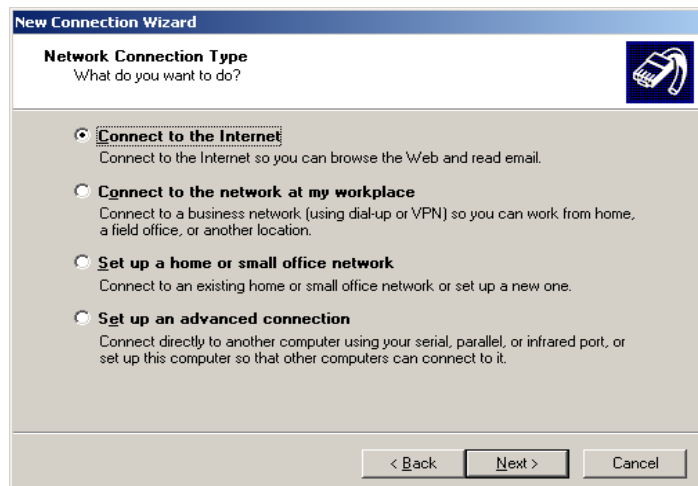 New Connection Wizard
Network Connection Type
What do you want to do?
Connect to the Internet
Connect to the Internet so you can browse the Web and read email.
Connect to the network at my workplace
Connect to a business network (using dial-up or VPN) so you can work from home,
a field office, or another location.
Set up a home or small office network
Connect to an existing home or small office network or set up a new one.
Set up an advanced connection
Connect directly to another computer using your serial, parallel, or infrared port, or
set up this computer so that other computers can connect to it.
< Back Next > Cancel